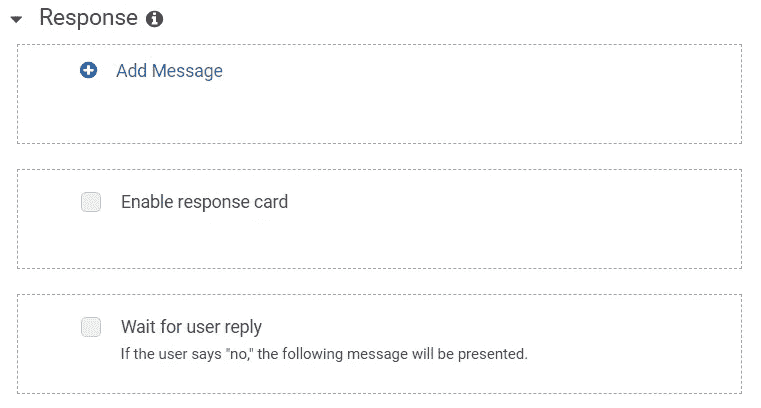 Response
Add Message
Enable response card
Wait for user reply
If the user says "no," the following message will be presented.